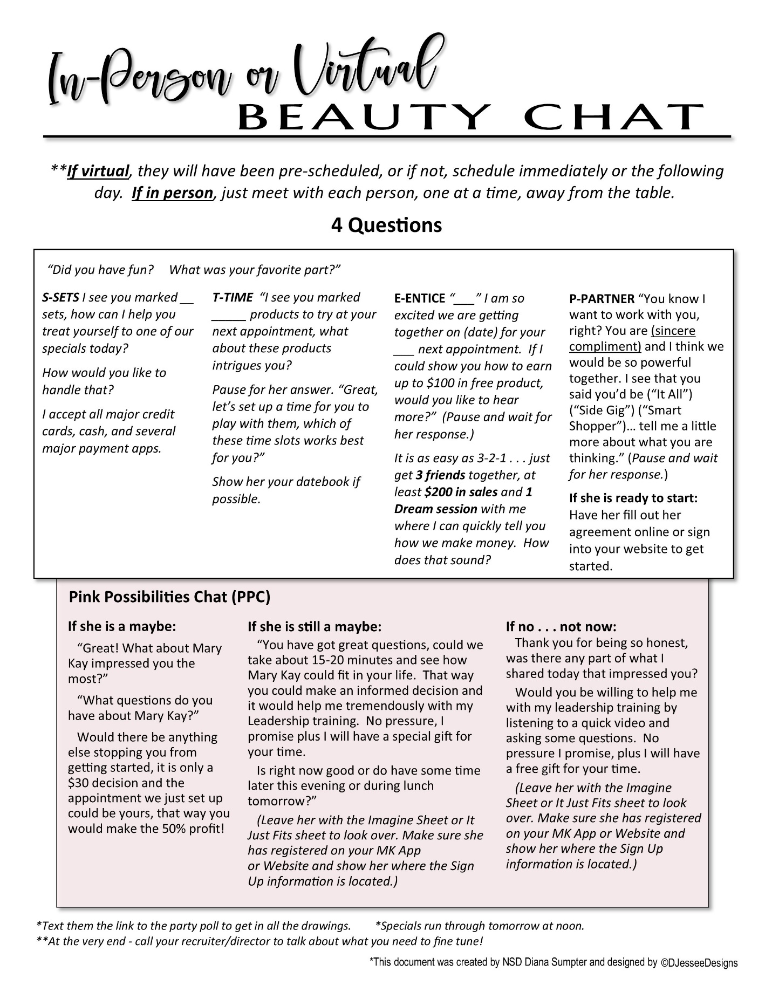 In-Person or Virtual
BEAUTY CHAT
**If virtual, they will have been pre-scheduled, or if not, schedule immediately or the following
day.  If in person, just meet with each person, one at a time, away from the table.
4 Questions
“Did you have fun?    What was your favorite part?”
S-SETS I see you marked __
sets, how can I help you
treat yourself to one of our
specials today?
How would you like to
handle that?
I accept all major credit
cards, cash, and several
major payment apps.
T-TIME  “I see you marked
_____ products to try at your
next appointment, what
about these products
intrigues you?
Pause for her answer. “Great,
let’s set up a time for you to
play with them, which of
these time slots works best
for you?”
Show her your datebook if
possible.
E-ENTICE “___” I am so
excited we are getting
together on (date) for your
___ next appointment.  If I
could show you how to earn
up to $100 in free product,
would you like to hear
more?”  (Pause and wait for
her response.)
It is as easy as 3-2-1 . . . just
get 3 friends together, at
least $200 in sales and 1
Dream session with me
where I can quickly tell you
how we make money.  How
does that sound?
P-PARTNER “You know I
want to work with you,
right? You are (sincere
compliment) and I think we
would be so powerful
together. I see that you
said you’d be (“It All”)
(“Side Gig”) (“Smart
Shopper”)… tell me a little
more about what you are
thinking.” (Pause and wait
for her response.)
If she is ready to start:
Have her fill out her
agreement online or sign
into your website to get
started.
Pink Possibilities Chat (PPC)
If she is a maybe:
“Great! What about Mary
Kay impressed you the
most?”
“What questions do you
have about Mary Kay?”
Would there be anything
else stopping you from
getting started, it is only a
$30 decision and the
appointment we just set up
could be yours, that way you
would make the 50% profit!
If she is still a maybe:
“You have got great questions, could we
take about 15-20 minutes and see how
Mary Kay could fit in your life.  That way
you could make an informed decision and
it would help me tremendously with my
Leadership training.  No pressure, I
promise plus I will have a special gift for
your time.
Is right now good or do have some time
later this evening or during lunch
tomorrow?”
(Leave her with the Imagine Sheet or It
Just Fits sheet to look over. Make sure she
has registered on your MK App
or Website and show her where the Sign
Up information is located.)
If no . . . not now:
Thank you for being so honest,
was there any part of what I
shared today that impressed you?
Would you be willing to help me
with my leadership training by
listening to a quick video and
asking some questions.  No
pressure I promise, plus I will have
a free gift for your time.
(Leave her with the Imagine
Sheet or It Just Fits sheet to look
over. Make sure she has registered
on your MK App or Website and
show her where the Sign Up
information is located.)
*Text them the link to the party poll to get in all the drawings.      *Specials run through tomorrow at noon.
**At the very end - call your recruiter/director to talk about what you need to fine tune!
*This document was created by NSD Diana Sumpter and designed by ©DJesseeDesigns